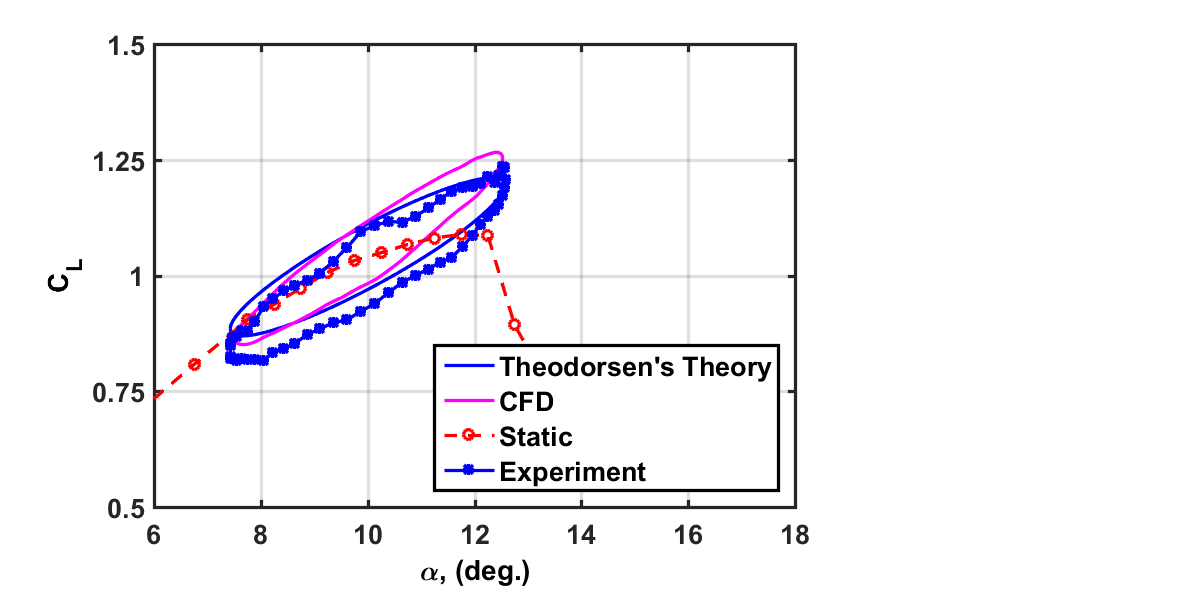 1.5
1.25
1
0.75
0.5
C_L
6 8 10 12 14 16 18
α, (deg.)
Theodorsen's Theory
CFD
Static
Experiment